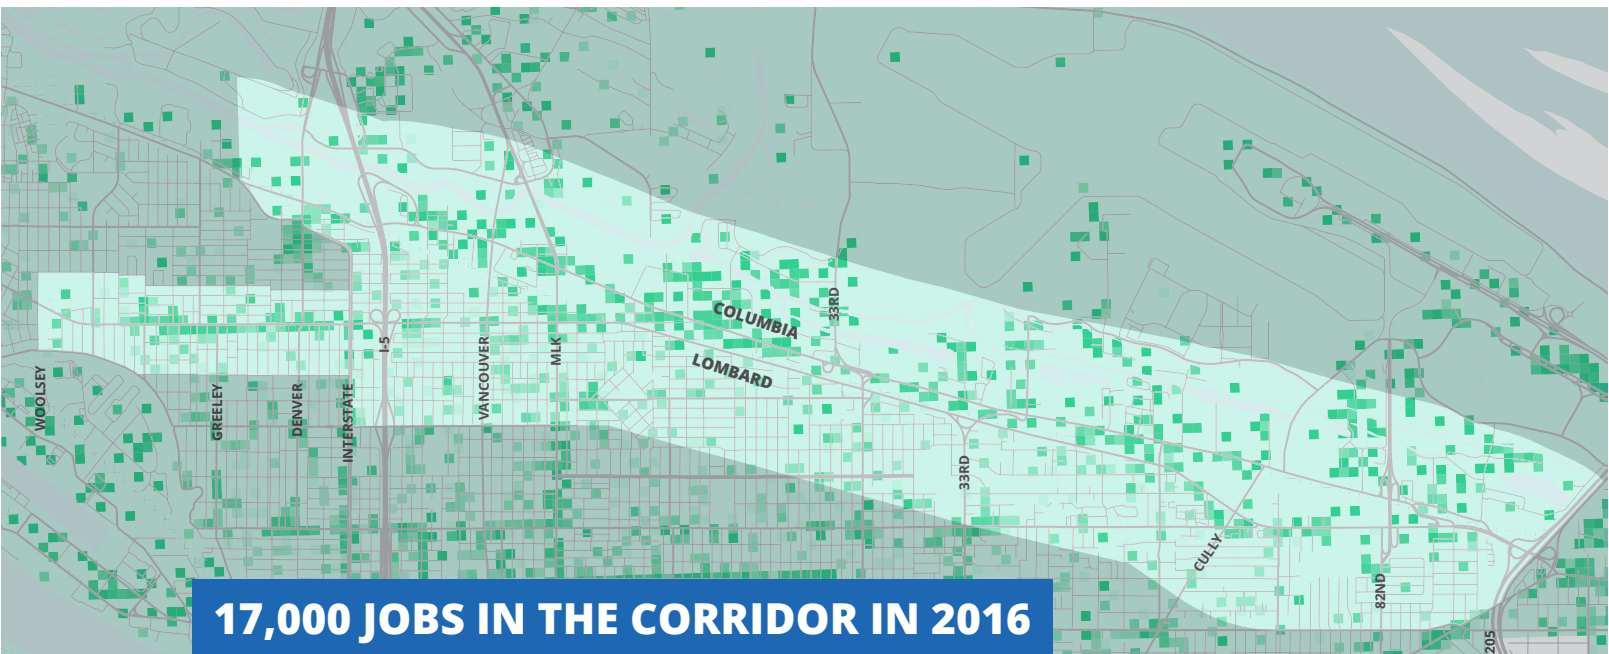 COLUMBIA
LOMBARD
33RD
I-5
VANCOUVER
MLK
WOOLSEY
GREELEY
DENVER
INTERSTATE
33RD
CULLY
82ND
205
17,000 JOBS IN THE CORRIDOR IN 2016